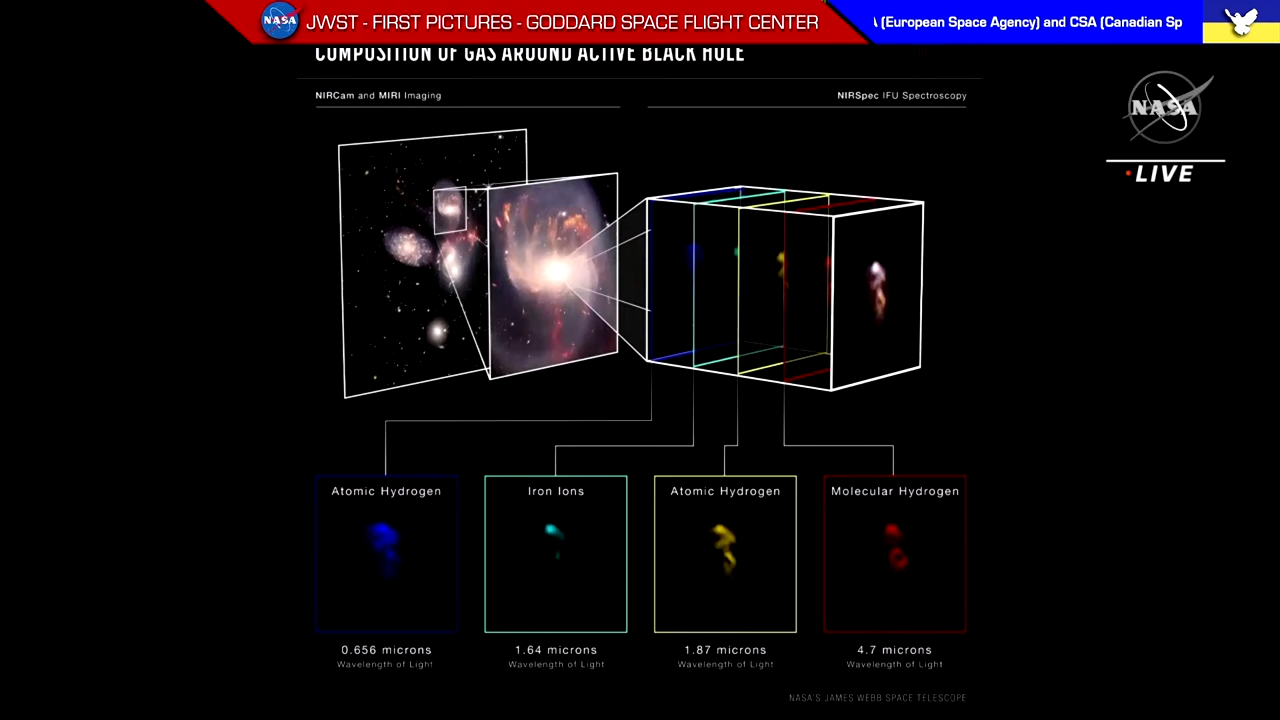 NASA JWST - FIRST PICTURES - GODDARD SPACE FLIGHT CENTER
(European Space Agency) and CSA (Canadian Sp
COMPOSITION OF GAS AROUND ACTIVE BLACK HOLE
NIRCam and MIRI Imaging
NIRSpec IFU Spectroscopy
NASA
LIVE
Atomic Hydrogen
Iron Ions
Atomic Hydrogen
Molecular Hydrogen
0.656 microns
1.64 microns
1.87 microns
4.7 microns
Wavelength of Light
Wavelength of Light
Wavelength of Light
Wavelength of Light
NASA'S JAMES WEBB SPACE TELESCOPE